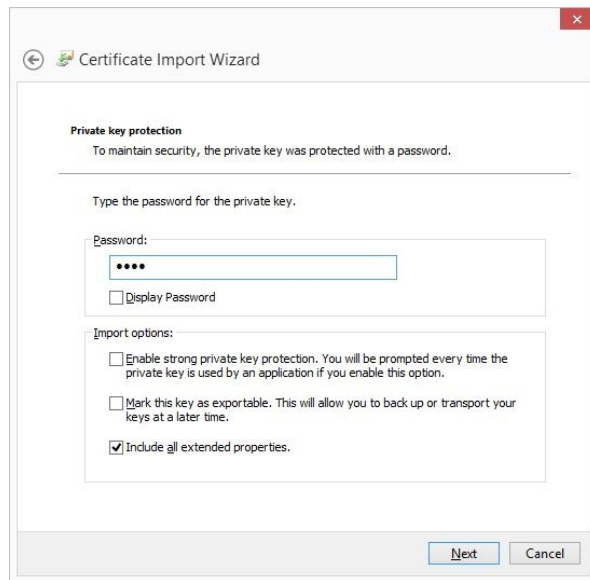 Certificate Import Wizard
Private key protection
To maintain security, the private key was protected with a password.
Type the password for the private key.
Password:
••••
Display Password
Import options:
Enable strong private key protection. You will be prompted every time the
private key is used by an application if you enable this option.
Mark this key as exportable. This will allow you to back up or transport your
keys at a later time.
Include all extended properties.
Next Cancel